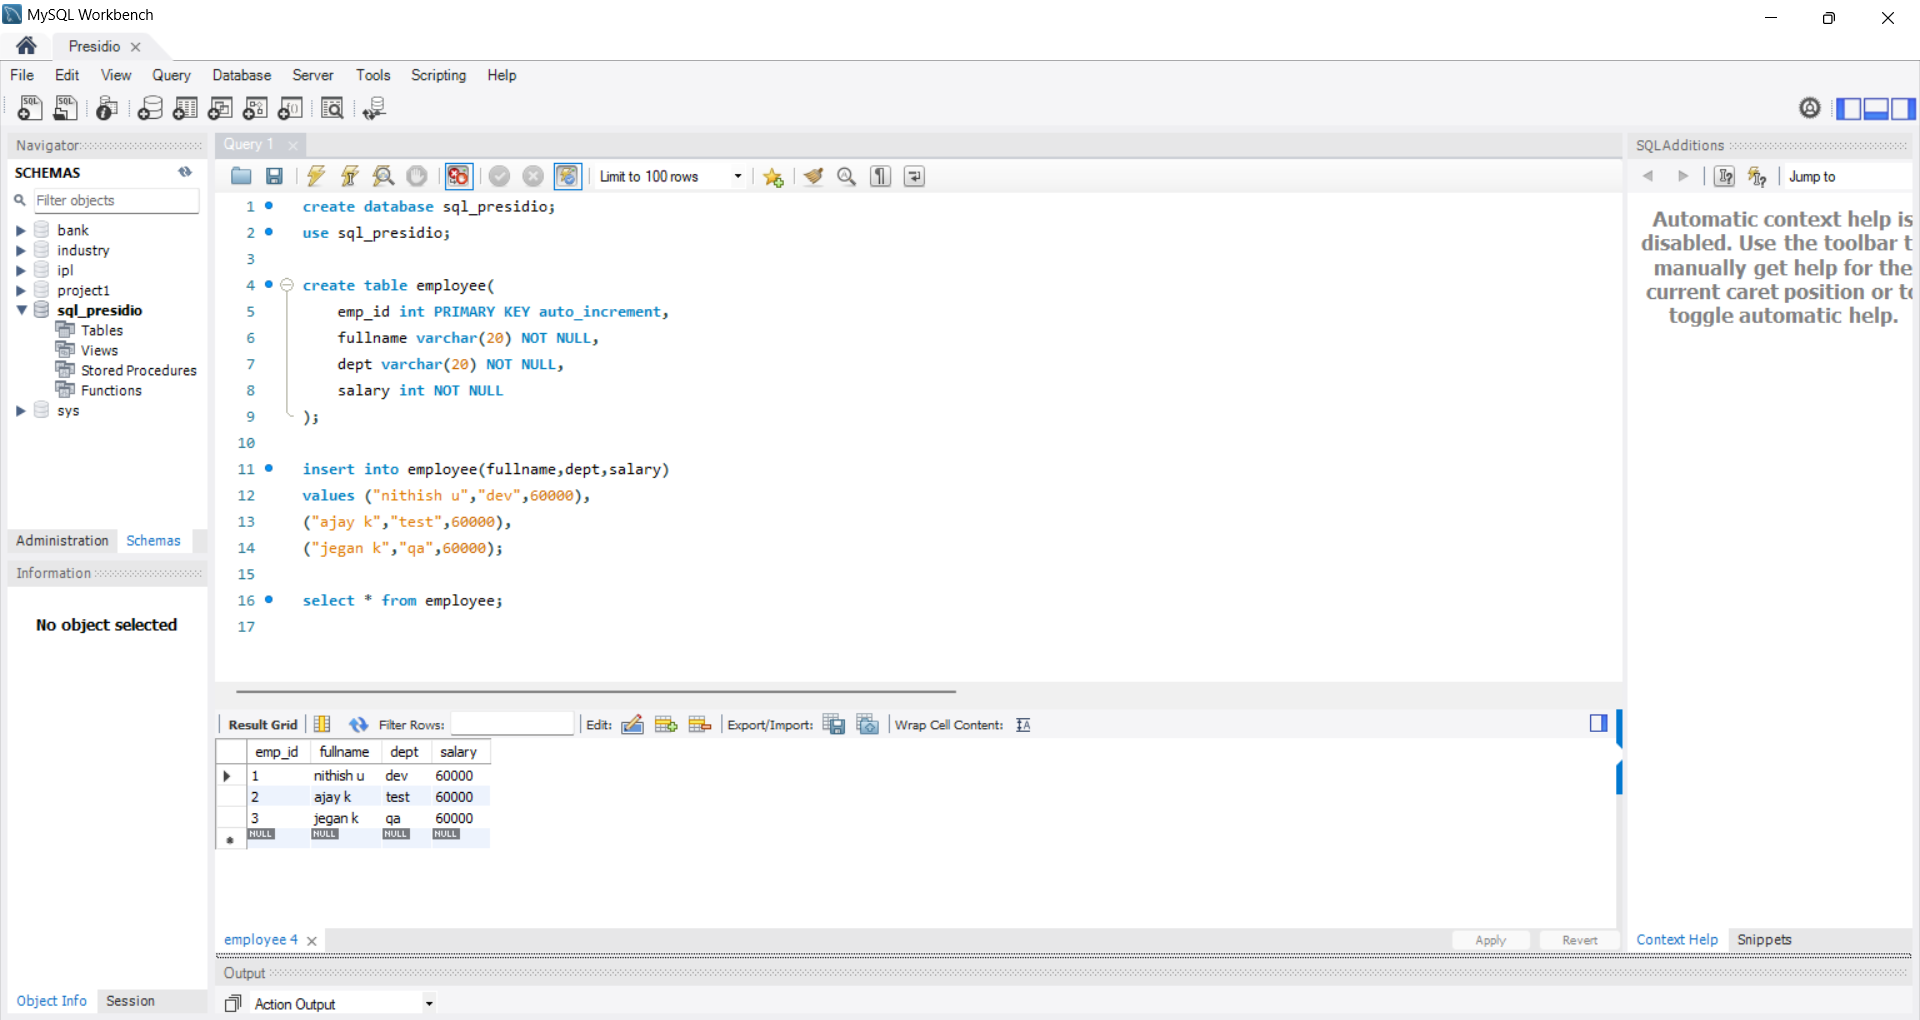 MySQL Workbench
Presidio
File Edit View Query Database Server Tools Scripting Help
Navigator
SCHEMAS
Filter objects
bank
industry
ipl
project1
sql_presidio
Tables
Views
Stored Procedures
Functions
sys
Administration Schemas
Information
No object selected
Object Info Session
Query 1
Limit to 100 rows
1 create database sql_presidio;
2 use sql_presidio;
3
4 create table employee(
5 emp_id int PRIMARY KEY auto_increment,
6 fullname varchar(20) NOT NULL,
7 dept varchar(20) NOT NULL,
8 salary int NOT NULL
9 );
10
11 insert into employee(fullname,dept,salary)
12 values ("nithish u","dev",60000),
13 ("ajay k","test",60000),
14 ("jegan k","qa",60000);
15
16 select * from employee;
17
Result Grid Filter Rows: Edit: Export/Import: Wrap Cell Content:
emp_id fullname dept salary
1 nithish u dev 60000
2 ajay k test 60000
3 jegan k qa 60000
NULL NULL NULL NULL
employee 4 Apply Revert
Output
Action Output
SQLAdditions
Jump to
Automatic context help is
disabled. Use the toolbar t
manually get help for the
current caret position or to
toggle automatic help.
Context Help Snippets